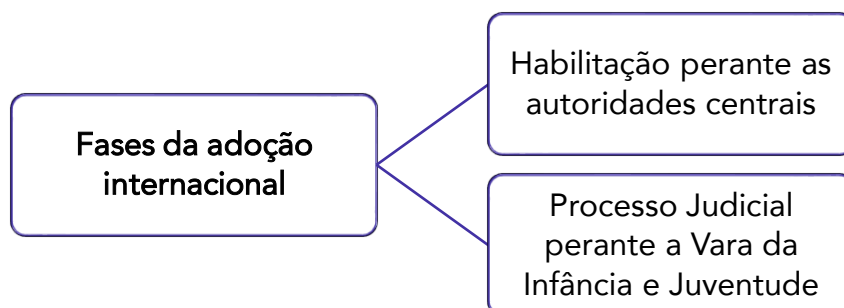 Fases da adoção
internacional
Habilitação perante as
autoridades centrais
Processo Judicial
perante a Vara da
Infância e Juventude